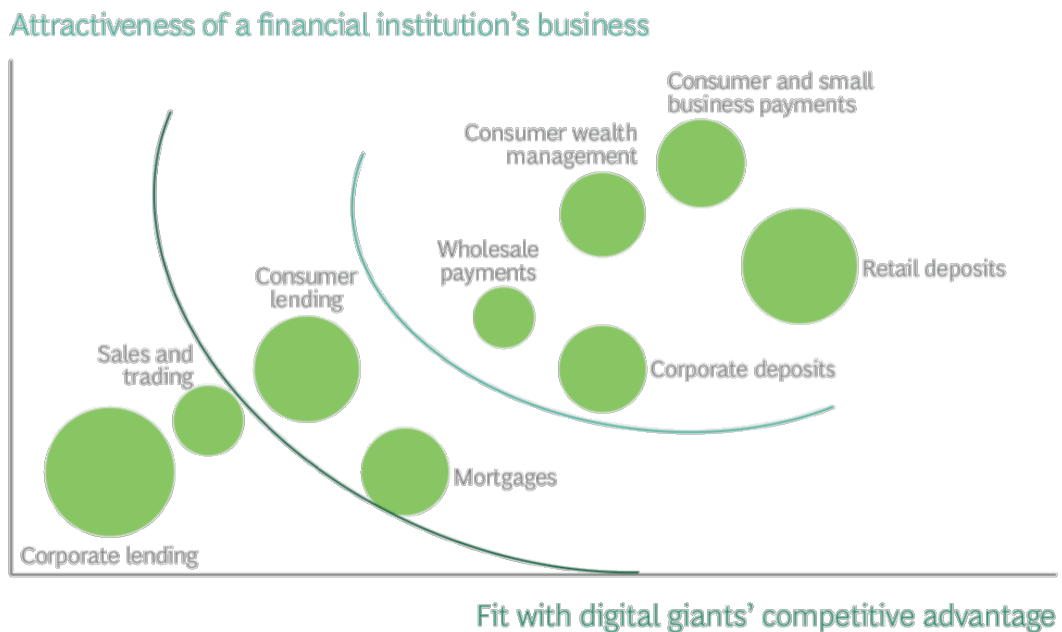 Attractiveness of a financial institution’s business
Consumer and small
business payments
Consumer wealth
management
Wholesale
payments
Retail deposits
Consumer
lending
Sales and
trading
Corporate deposits
Mortgages
Corporate lending
Fit with digital giants’ competitive advantage